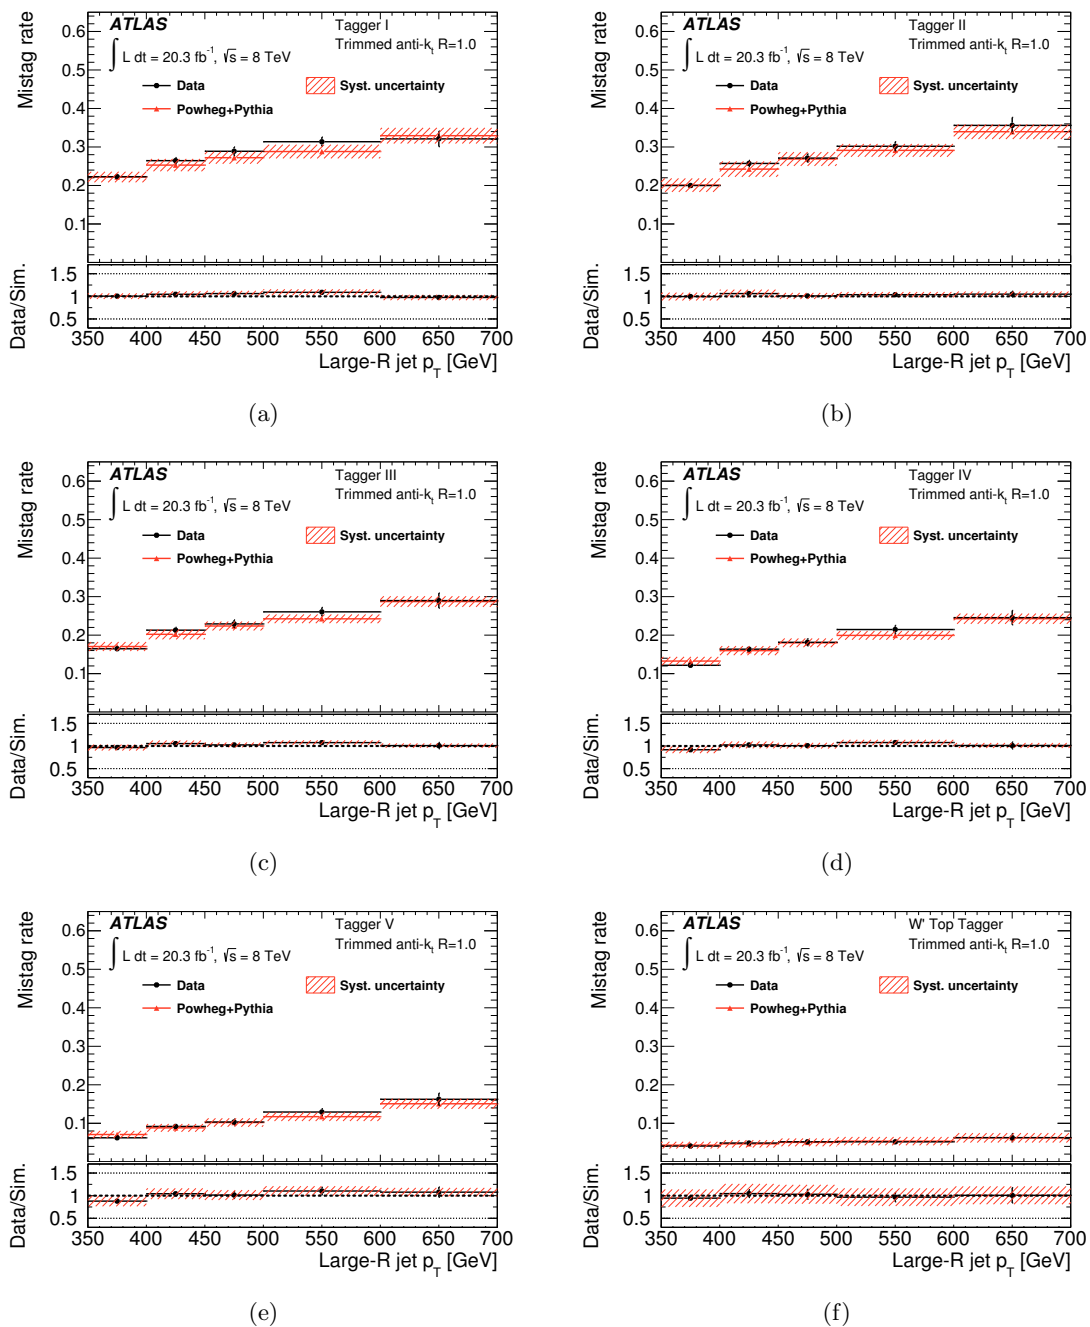 ATLAS Tagger I
∫ L dt = 20.3 fb⁻¹, √s = 8 TeV Trimmed anti-kₜ R=1.0
Data Syst. uncertainty
Powheg+Pythia
Mistag rate
0.6
0.5
0.4
0.3
0.2
0.1
Data/Sim.
1.5
1
0.5
350 400 450 500 550 600 650 700
Large-R jet p_T [GeV]
(a)
ATLAS Tagger II
∫ L dt = 20.3 fb⁻¹, √s = 8 TeV Trimmed anti-kₜ R=1.0
Data Syst. uncertainty
Powheg+Pythia
Mistag rate
0.6
0.5
0.4
0.3
0.2
0.1
Data/Sim.
1.5
1
0.5
350 400 450 500 550 600 650 700
Large-R jet p_T [GeV]
(b)
ATLAS Tagger III
∫ L dt = 20.3 fb⁻¹, √s = 8 TeV Trimmed anti-kₜ R=1.0
Data Syst. uncertainty
Powheg+Pythia
Mistag rate
0.6
0.5
0.4
0.3
0.2
0.1
Data/Sim.
1.5
1
0.5
350 400 450 500 550 600 650 700
Large-R jet p_T [GeV]
(c)
ATLAS Tagger IV
∫ L dt = 20.3 fb⁻¹, √s = 8 TeV Trimmed anti-kₜ R=1.0
Data Syst. uncertainty
Powheg+Pythia
Mistag rate
0.6
0.5
0.4
0.3
0.2
0.1
Data/Sim.
1.5
1
0.5
350 400 450 500 550 600 650 700
Large-R jet p_T [GeV]
(d)
ATLAS Tagger V
∫ L dt = 20.3 fb⁻¹, √s = 8 TeV Trimmed anti-kₜ R=1.0
Data Syst. uncertainty
Powheg+Pythia
Mistag rate
0.6
0.5
0.4
0.3
0.2
0.1
Data/Sim.
1.5
1
0.5
350 400 450 500 550 600 650 700
Large-R jet p_T [GeV]
(e)
ATLAS W' Top Tagger
∫ L dt = 20.3 fb⁻¹, √s = 8 TeV Trimmed anti-kₜ R=1.0
Data Syst. uncertainty
Powheg+Pythia
Mistag rate
0.6
0.5
0.4
0.3
0.2
0.1
Data/Sim.
1.5
1
0.5
350 400 450 500 550 600 650 700
Large-R jet p_T [GeV]
(f)